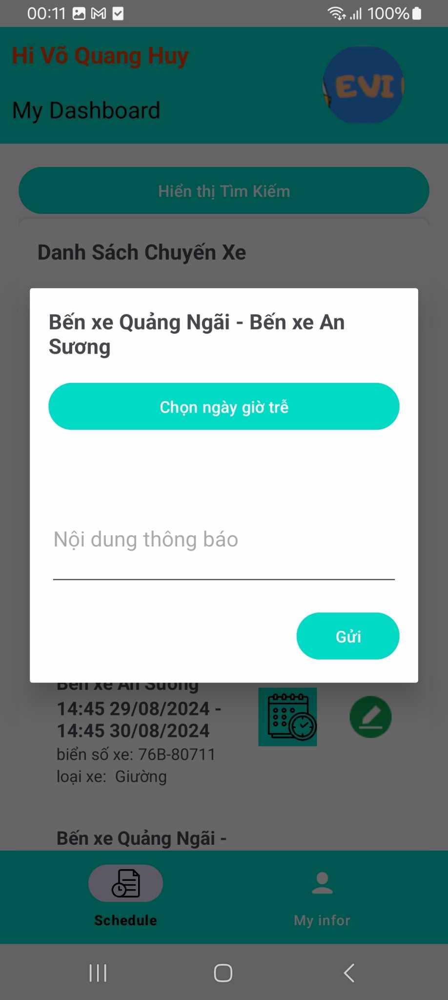 00:11
100%
Hi Võ Quang Huy
EVI
My Dashboard
Hiển thị Tìm Kiếm
Danh Sách Chuyến Xe
Bến xe Quảng Ngãi - Bến xe An
Sương
Chọn ngày giờ trễ
Nội dung thông báo
Gửi
Bến xe An Sương
14:45 29/08/2024 -
14:45 30/08/2024
biển số xe: 76B-80711
loại xe:  Giường
Bến xe Quảng Ngãi -
Schedule
My infor